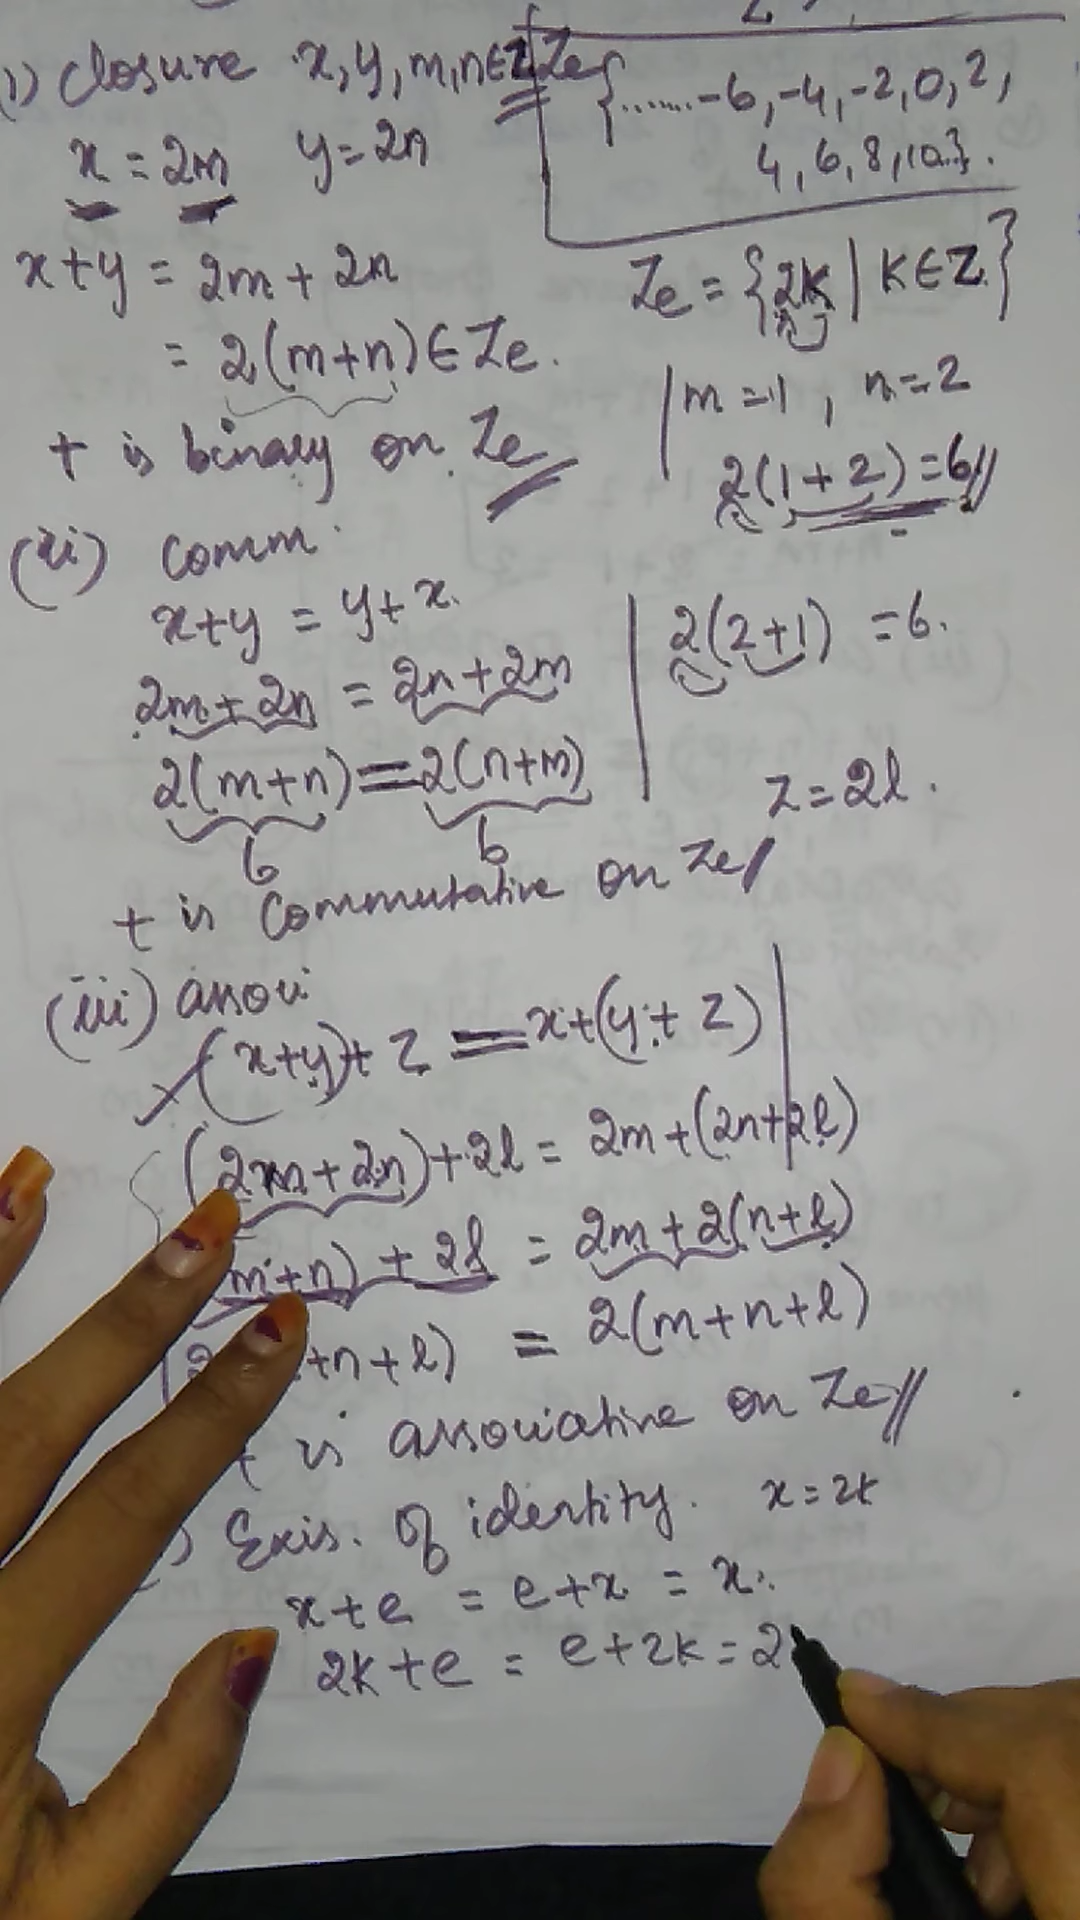 (i) closure x, y, m, n ∈ Ze
{.......-6, -4, -2, 0, 2,
4, 6, 8, 10..}.
x = 2m y = 2n
x+y = 2m + 2n
Ze = {2k | k ∈ Z}
= 2(m+n) ∈ Ze.
m = 1, n = 2
+ is binary on Ze
2(1+2) = 6//
(ii) comm.
x+y = y+x.
2(2+1) = 6.
2m + 2n = 2n + 2m
2(m+n) = 2(n+m)
z = 2l.
6 6
+ is commutative on Ze//
(iii) associ
(x+y)+z = x+(y+z)
(2m+2n)+2l = 2m+(2n+2l)
m+n) + 2l = 2m+2(n+l)
+n+l) = 2(m+n+l)
+ is associative on Ze//
) Exis. of identity. x = 2k
x+e = e+x = x.
2k+e = e+2k = 2